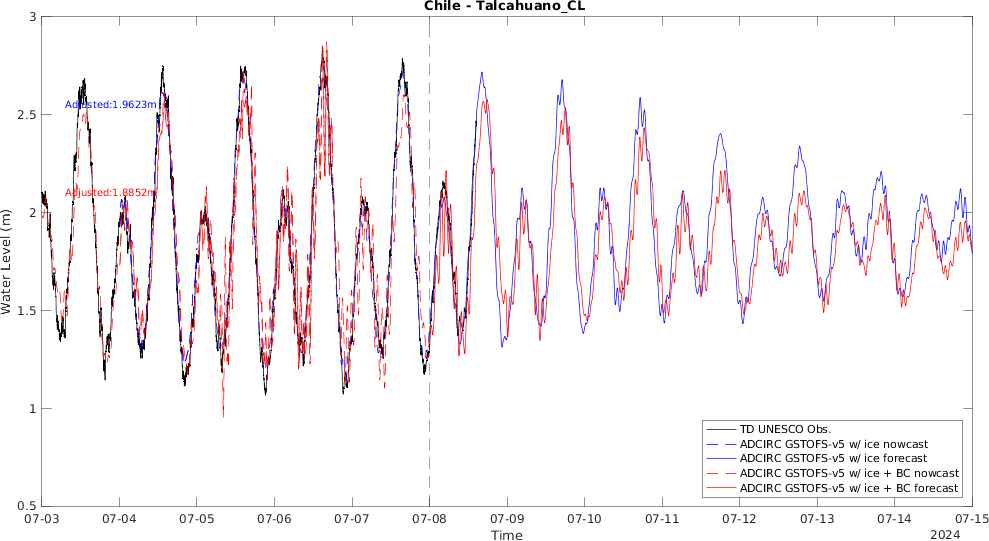 Chile - Talcahuano_CL
3
2.5
2
1.5
1
0.5
Water Level (m)
Adjusted:1.9623m
Adjusted:1.8852m
TD UNESCO Obs.
ADCIRC GSTOFS-v5 w/ ice nowcast
ADCIRC GSTOFS-v5 w/ ice forecast
ADCIRC GSTOFS-v5 w/ ice + BC nowcast
ADCIRC GSTOFS-v5 w/ ice + BC forecast
07-03 07-04 07-05 07-06 07-07 07-08 07-09 07-10 07-11 07-12 07-13 07-14 07-15
Time
2024